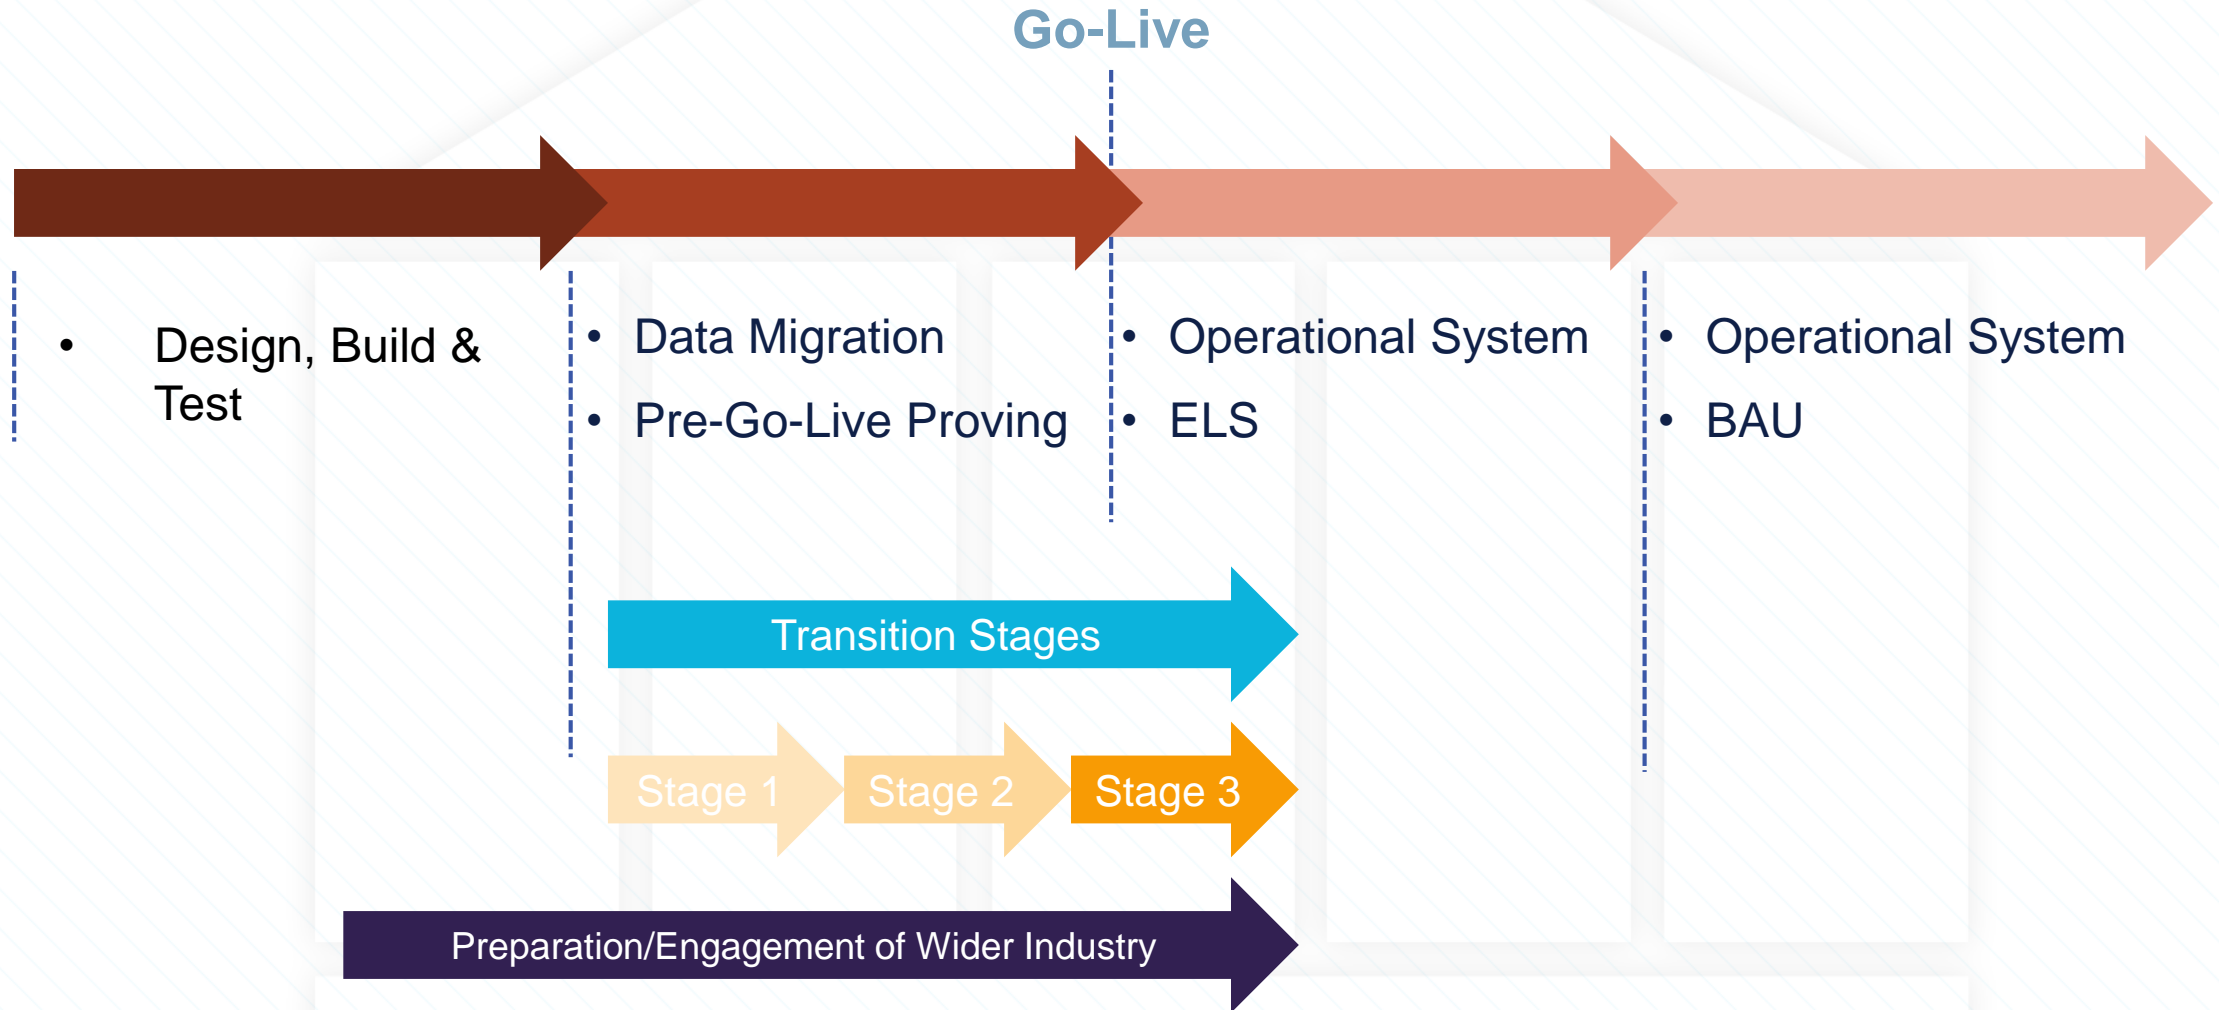 Go-Live
• Design, Build &
Test
• Data Migration
• Pre-Go-Live Proving
• Operational System
• ELS
• Operational System
• BAU
Transition Stages
Stage 1
Stage 2
Stage 3
Preparation/Engagement of Wider Industry